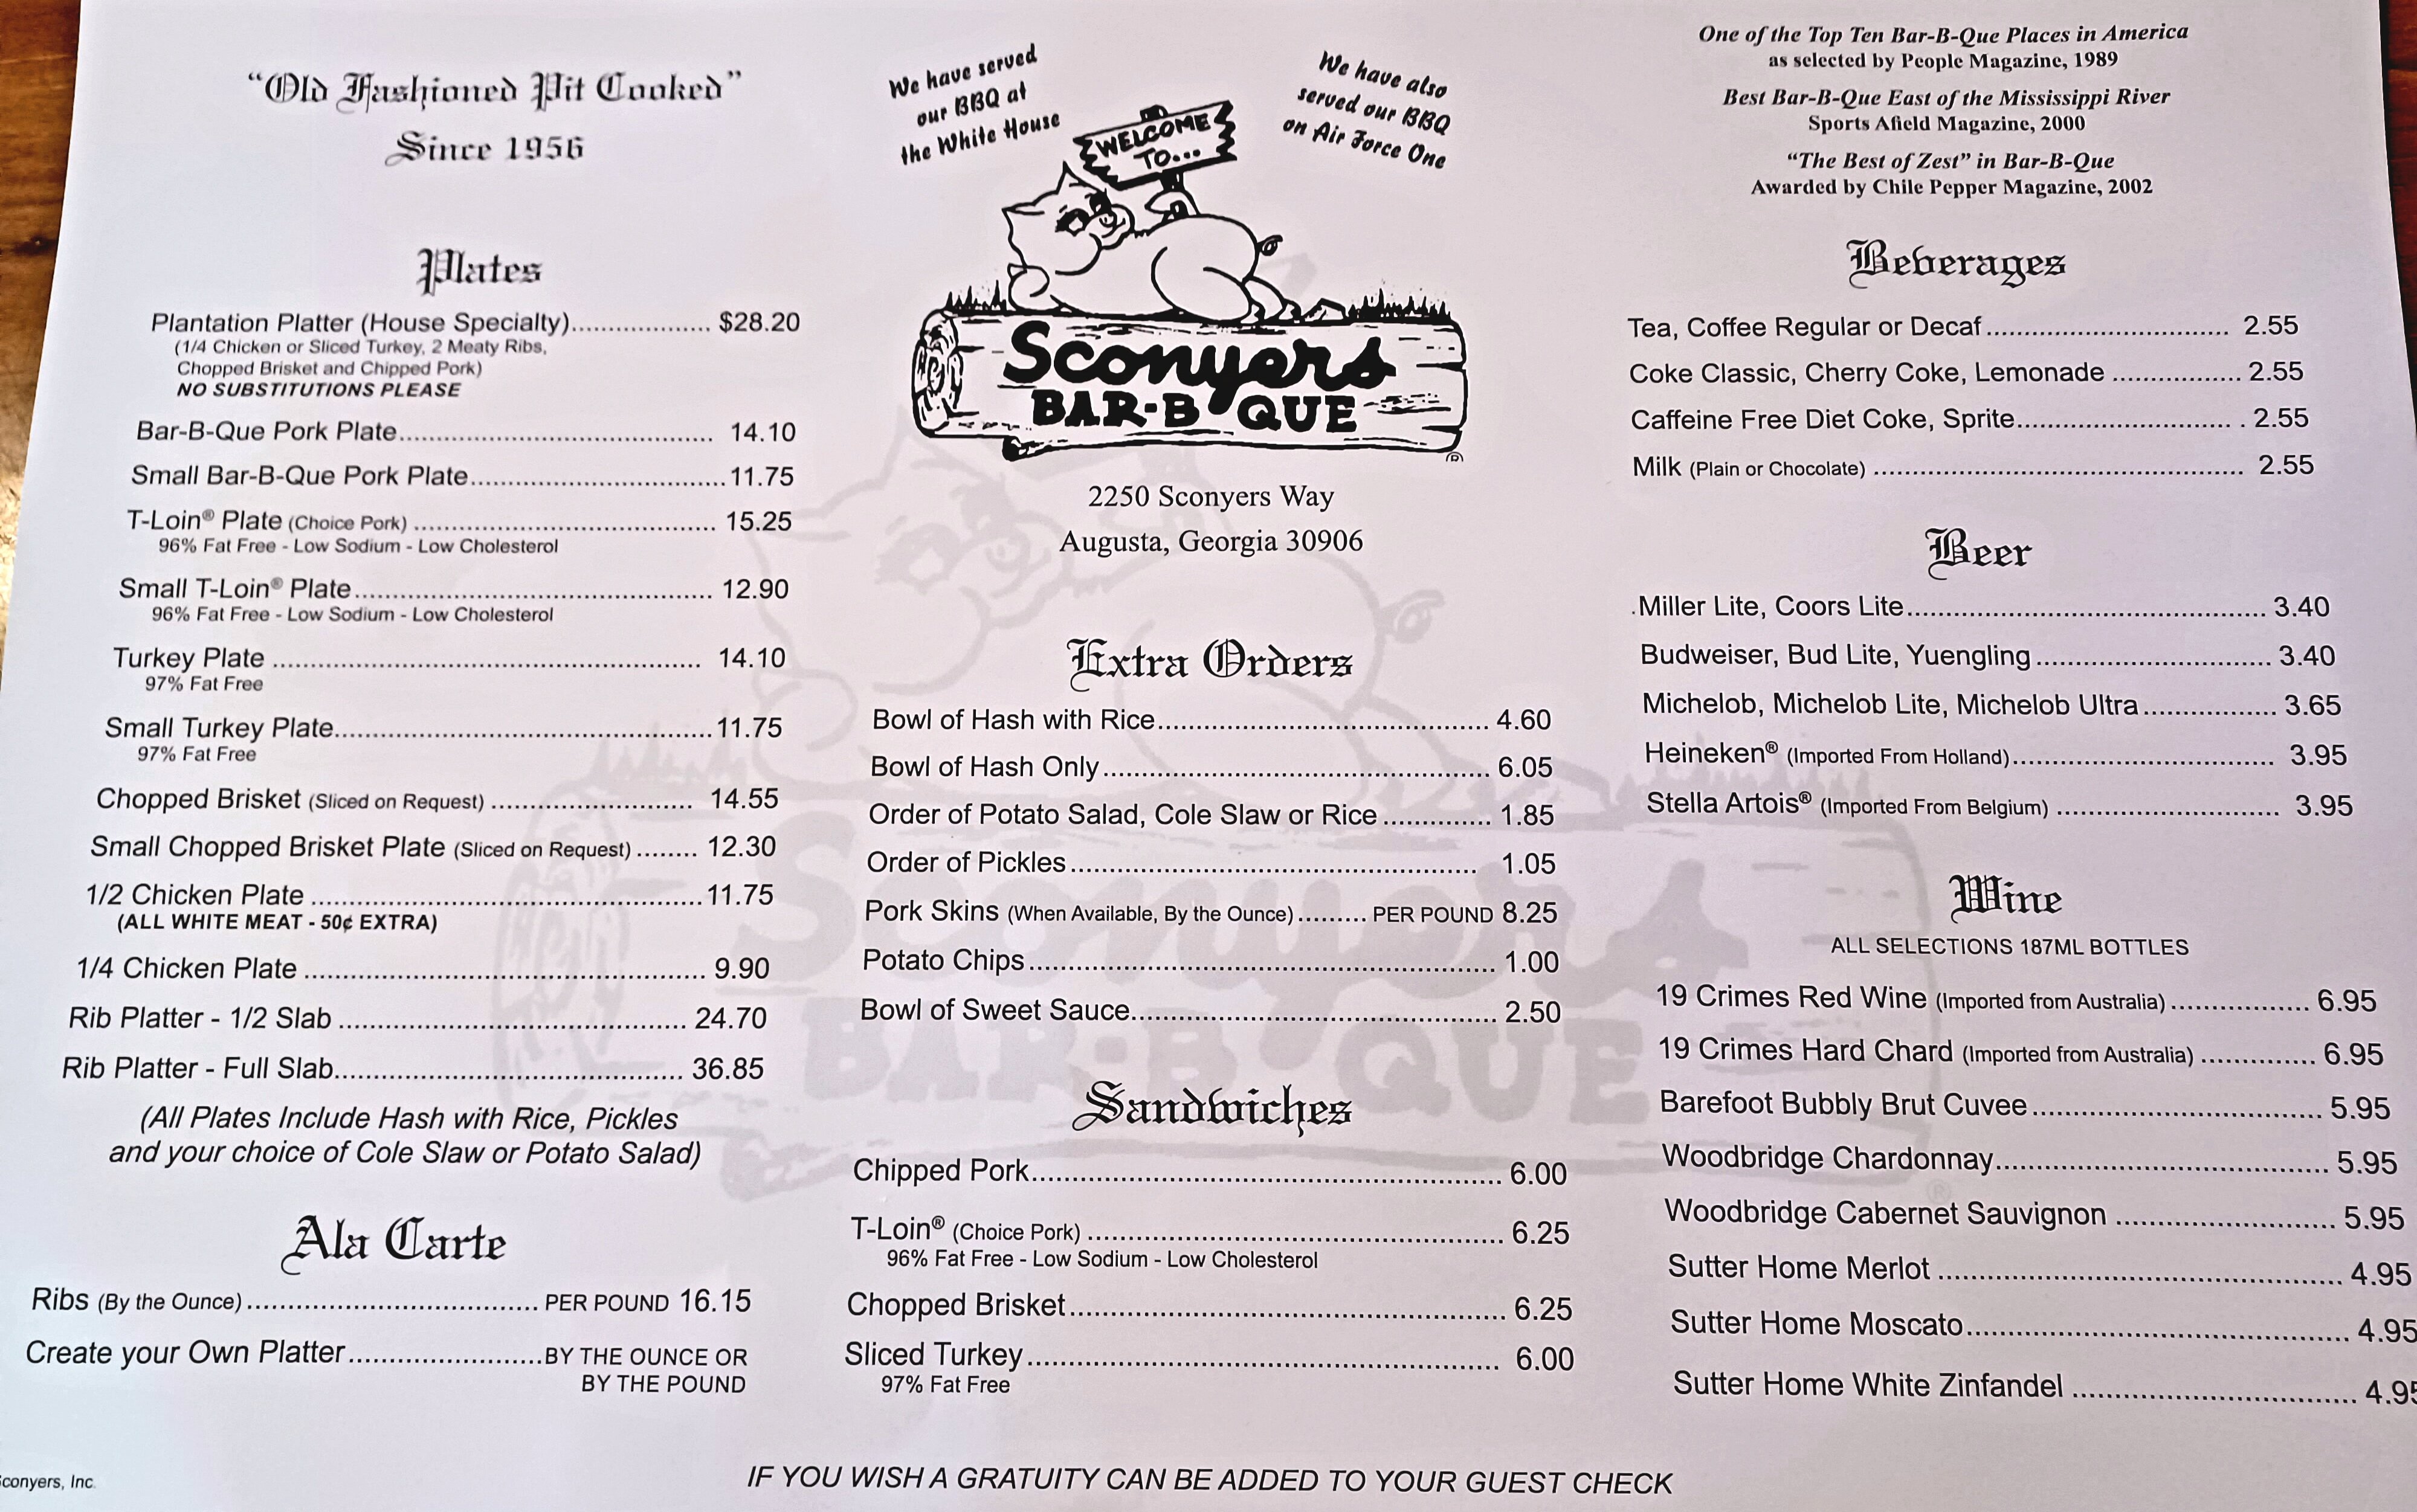 "Old Fashioned Pit Cooked"
Since 1956
Plates
Plantation Platter (House Specialty)................... $28.20
(1/4 Chicken or Sliced Turkey, 2 Meaty Ribs,
Chopped Brisket and Chipped Pork)
NO SUBSTITUTIONS PLEASE
Bar-B-Que Pork Plate........................................... 14.10
Small Bar-B-Que Pork Plate...................................11.75
T-Loin® Plate (Choice Pork) ......................................... 15.25
96% Fat Free - Low Sodium - Low Cholesterol
Small T-Loin® Plate................................................ 12.90
96% Fat Free - Low Sodium - Low Cholesterol
Turkey Plate .......................................................... 14.10
97% Fat Free
Small Turkey Plate...................................................11.75
97% Fat Free
Chopped Brisket (Sliced on Request) ........................... 14.55
Small Chopped Brisket Plate (Sliced on Request) ........ 12.30
1/2 Chicken Plate .....................................................11.75
(ALL WHITE MEAT - 50¢ EXTRA)
1/4 Chicken Plate ...................................................... 9.90
Rib Platter - 1/2 Slab ............................................... 24.70
Rib Platter - Full Slab............................................... 36.85
(All Plates Include Hash with Rice, Pickles
and your choice of Cole Slaw or Potato Salad)
Ala Carte
Ribs (By the Ounce) ....................................... PER POUND 16.15
Create your Own Platter..........................BY THE OUNCE OR
BY THE POUND
Sconyers, Inc.
We have served
our BBQ at
the White House
We have also
served our BBQ
on Air Force One
WELCOME
TO...
Sconyers
BAR-B-QUE
®
2250 Sconyers Way
Augusta, Georgia 30906
Extra Orders
Bowl of Hash with Rice............................................. 4.60
Bowl of Hash Only .................................................... 6.05
Order of Potato Salad, Cole Slaw or Rice ............... 1.85
Order of Pickles ....................................................... 1.05
Pork Skins (When Available, By the Ounce) ......... PER POUND 8.25
Potato Chips............................................................... 1.00
Bowl of Sweet Sauce................................................. 2.50
Sandwiches
Chipped Pork............................................................... 6.00
T-Loin® (Choice Pork) ........................................................ 6.25
96% Fat Free - Low Sodium - Low Cholesterol
Chopped Brisket.......................................................... 6.25
Sliced Turkey ............................................................... 6.00
97% Fat Free
One of the Top Ten Bar-B-Que Places in America
as selected by People Magazine, 1989
Best Bar-B-Que East of the Mississippi River
Sports Afield Magazine, 2000
"The Best of Zest" in Bar-B-Que
Awarded by Chile Pepper Magazine, 2002
Beverages
Tea, Coffee Regular or Decaf ................................. 2.55
Coke Classic, Cherry Coke, Lemonade ................. 2.55
Caffeine Free Diet Coke, Sprite............................. . 2.55
Milk (Plain or Chocolate) .................................................. 2.55
Beer
Miller Lite, Coors Lite................................................ 3.40
Budweiser, Bud Lite, Yuengling ............................... 3.40
Michelob, Michelob Lite, Michelob Ultra.................. 3.65
Heineken® (Imported From Holland)................................... 3.95
Stella Artois® (Imported From Belgium) .............................. 3.95
Wine
ALL SELECTIONS 187ML BOTTLES
19 Crimes Red Wine (Imported from Australia) ................... 6.95
19 Crimes Hard Chard (Imported from Australia) ............... 6.95
Barefoot Bubbly Brut Cuvee ....................................... 5.95
Woodbridge Chardonnay............................................. 5.95
Woodbridge Cabernet Sauvignon .............................. 5.95
Sutter Home Merlot ...................................................... 4.95
Sutter Home Moscato................................................... 4.95
Sutter Home White Zinfandel ...................................... 4.95
IF YOU WISH A GRATUITY CAN BE ADDED TO YOUR GUEST CHECK